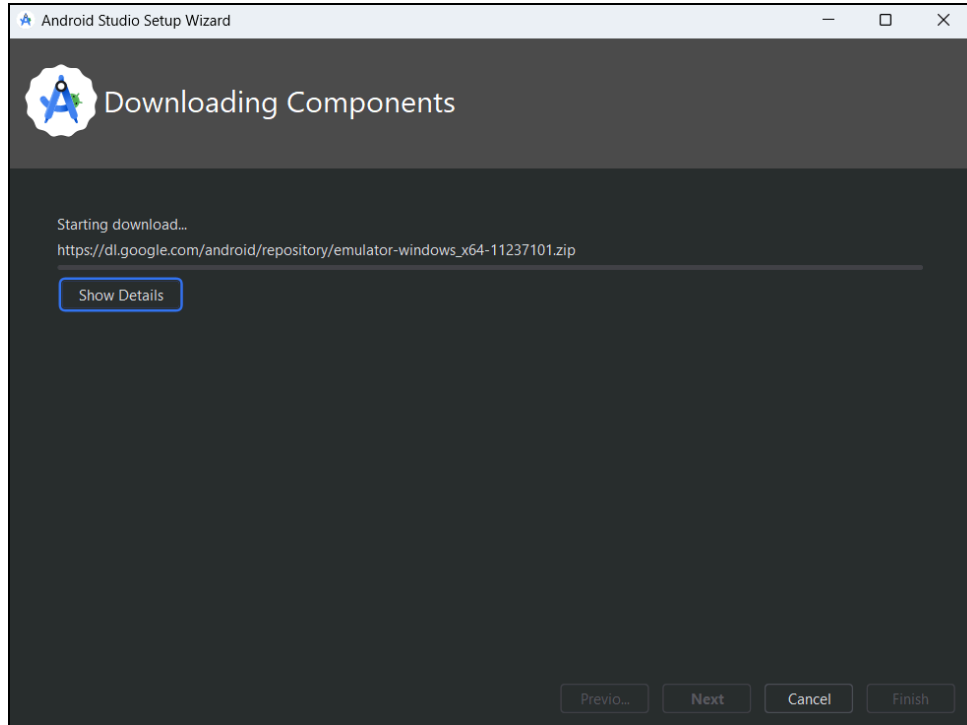 Android Studio Setup Wizard
Downloading Components
Starting download...
https://dl.google.com/android/repository/emulator-windows_x64-11237101.zip
Show Details
Previo... Next Cancel Finish